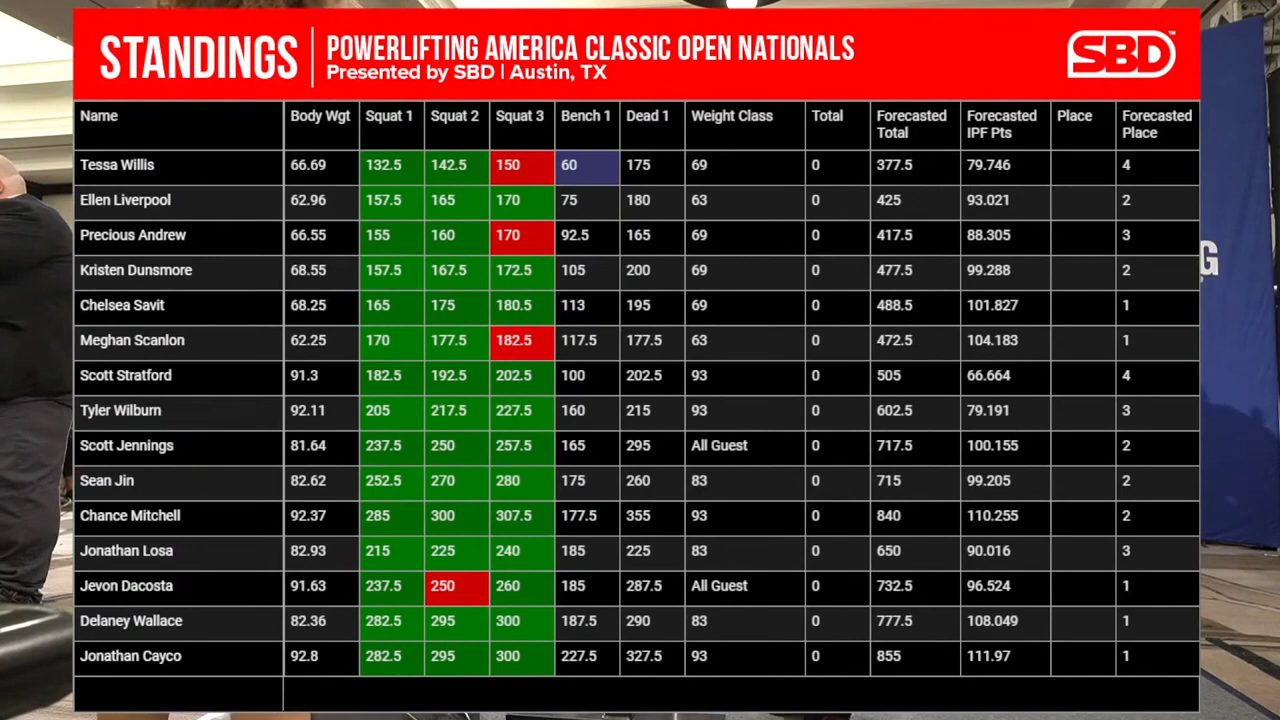 STANDINGS
POWERLIFTING AMERICA CLASSIC OPEN NATIONALS
Presented by SBD | Austin, TX
SBD™
Name Body Wgt Squat 1 Squat 2 Squat 3 Bench 1 Dead 1 Weight Class Total Forecasted Total Forecasted IPF Pts Place Forecasted Place
Tessa Willis 66.69 132.5 142.5 150 60 175 69 0 377.5 79.746 4
Ellen Liverpool 62.96 157.5 165 170 75 180 63 0 425 93.021 2
Precious Andrew 66.55 155 160 170 92.5 165 69 0 417.5 88.305 3
Kristen Dunsmore 68.55 157.5 167.5 172.5 105 200 69 0 477.5 99.288 2
Chelsea Savit 68.25 165 175 180.5 113 195 69 0 488.5 101.827 1
Meghan Scanlon 62.25 170 177.5 182.5 117.5 177.5 63 0 472.5 104.183 1
Scott Stratford 91.3 182.5 192.5 202.5 100 202.5 93 0 505 66.664 4
Tyler Wilburn 92.11 205 217.5 227.5 160 215 93 0 602.5 79.191 3
Scott Jennings 81.64 237.5 250 257.5 165 295 All Guest 0 717.5 100.155 2
Sean Jin 82.62 252.5 270 280 175 260 83 0 715 99.205 2
Chance Mitchell 92.37 285 300 307.5 177.5 355 93 0 840 110.255 2
Jonathan Losa 82.93 215 225 240 185 225 83 0 650 90.016 3
Jevon Dacosta 91.63 237.5 250 260 185 287.5 All Guest 0 732.5 96.524 1
Delaney Wallace 82.36 282.5 295 300 187.5 290 83 0 777.5 108.049 1
Jonathan Cayco 92.8 282.5 295 300 227.5 327.5 93 0 855 111.97 1
G